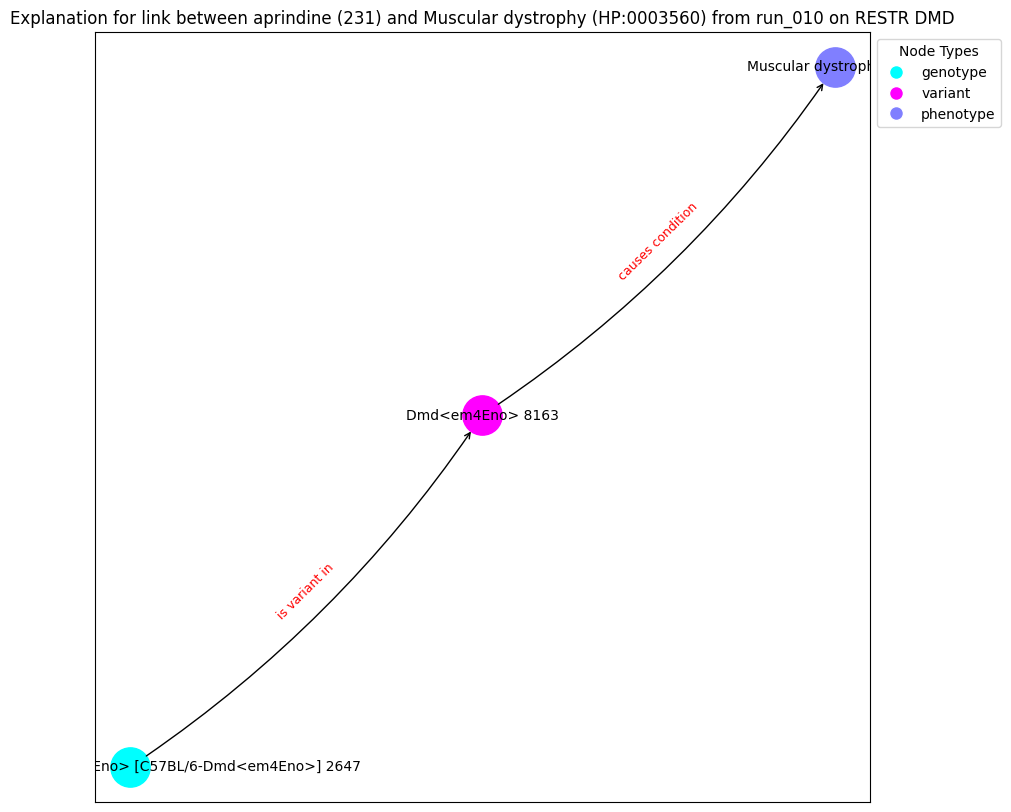 Explanation for link between aprindine (231) and Muscular dystrophy (HP:0003560) from run_010 on RESTR DMD
Node Types
genotype
variant
phenotype
Muscular dystroph
causes condition
Dmd<em4Eno> 8163
is variant in
Eno> [C57BL/6-Dmd<em4Eno>] 2647